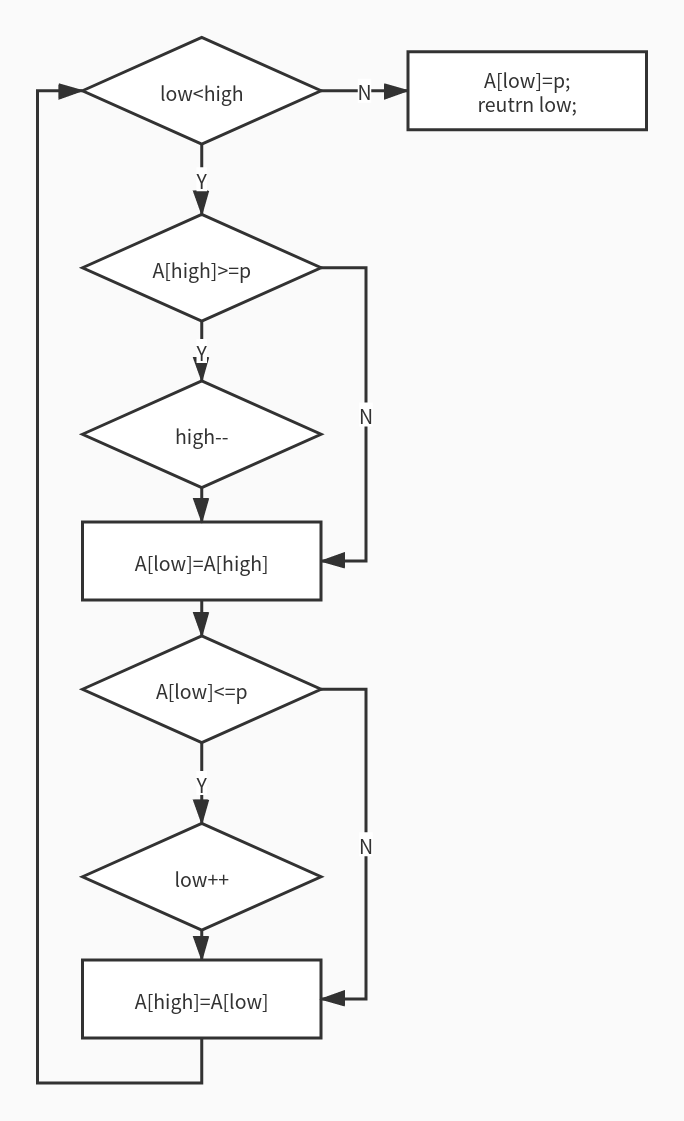 low<high
N
A[low]=p;
reutrn low;
Y
A[high]>=p
Y
high--
N
A[low]=A[high]
A[low]<=p
Y
N
low++
A[high]=A[low]